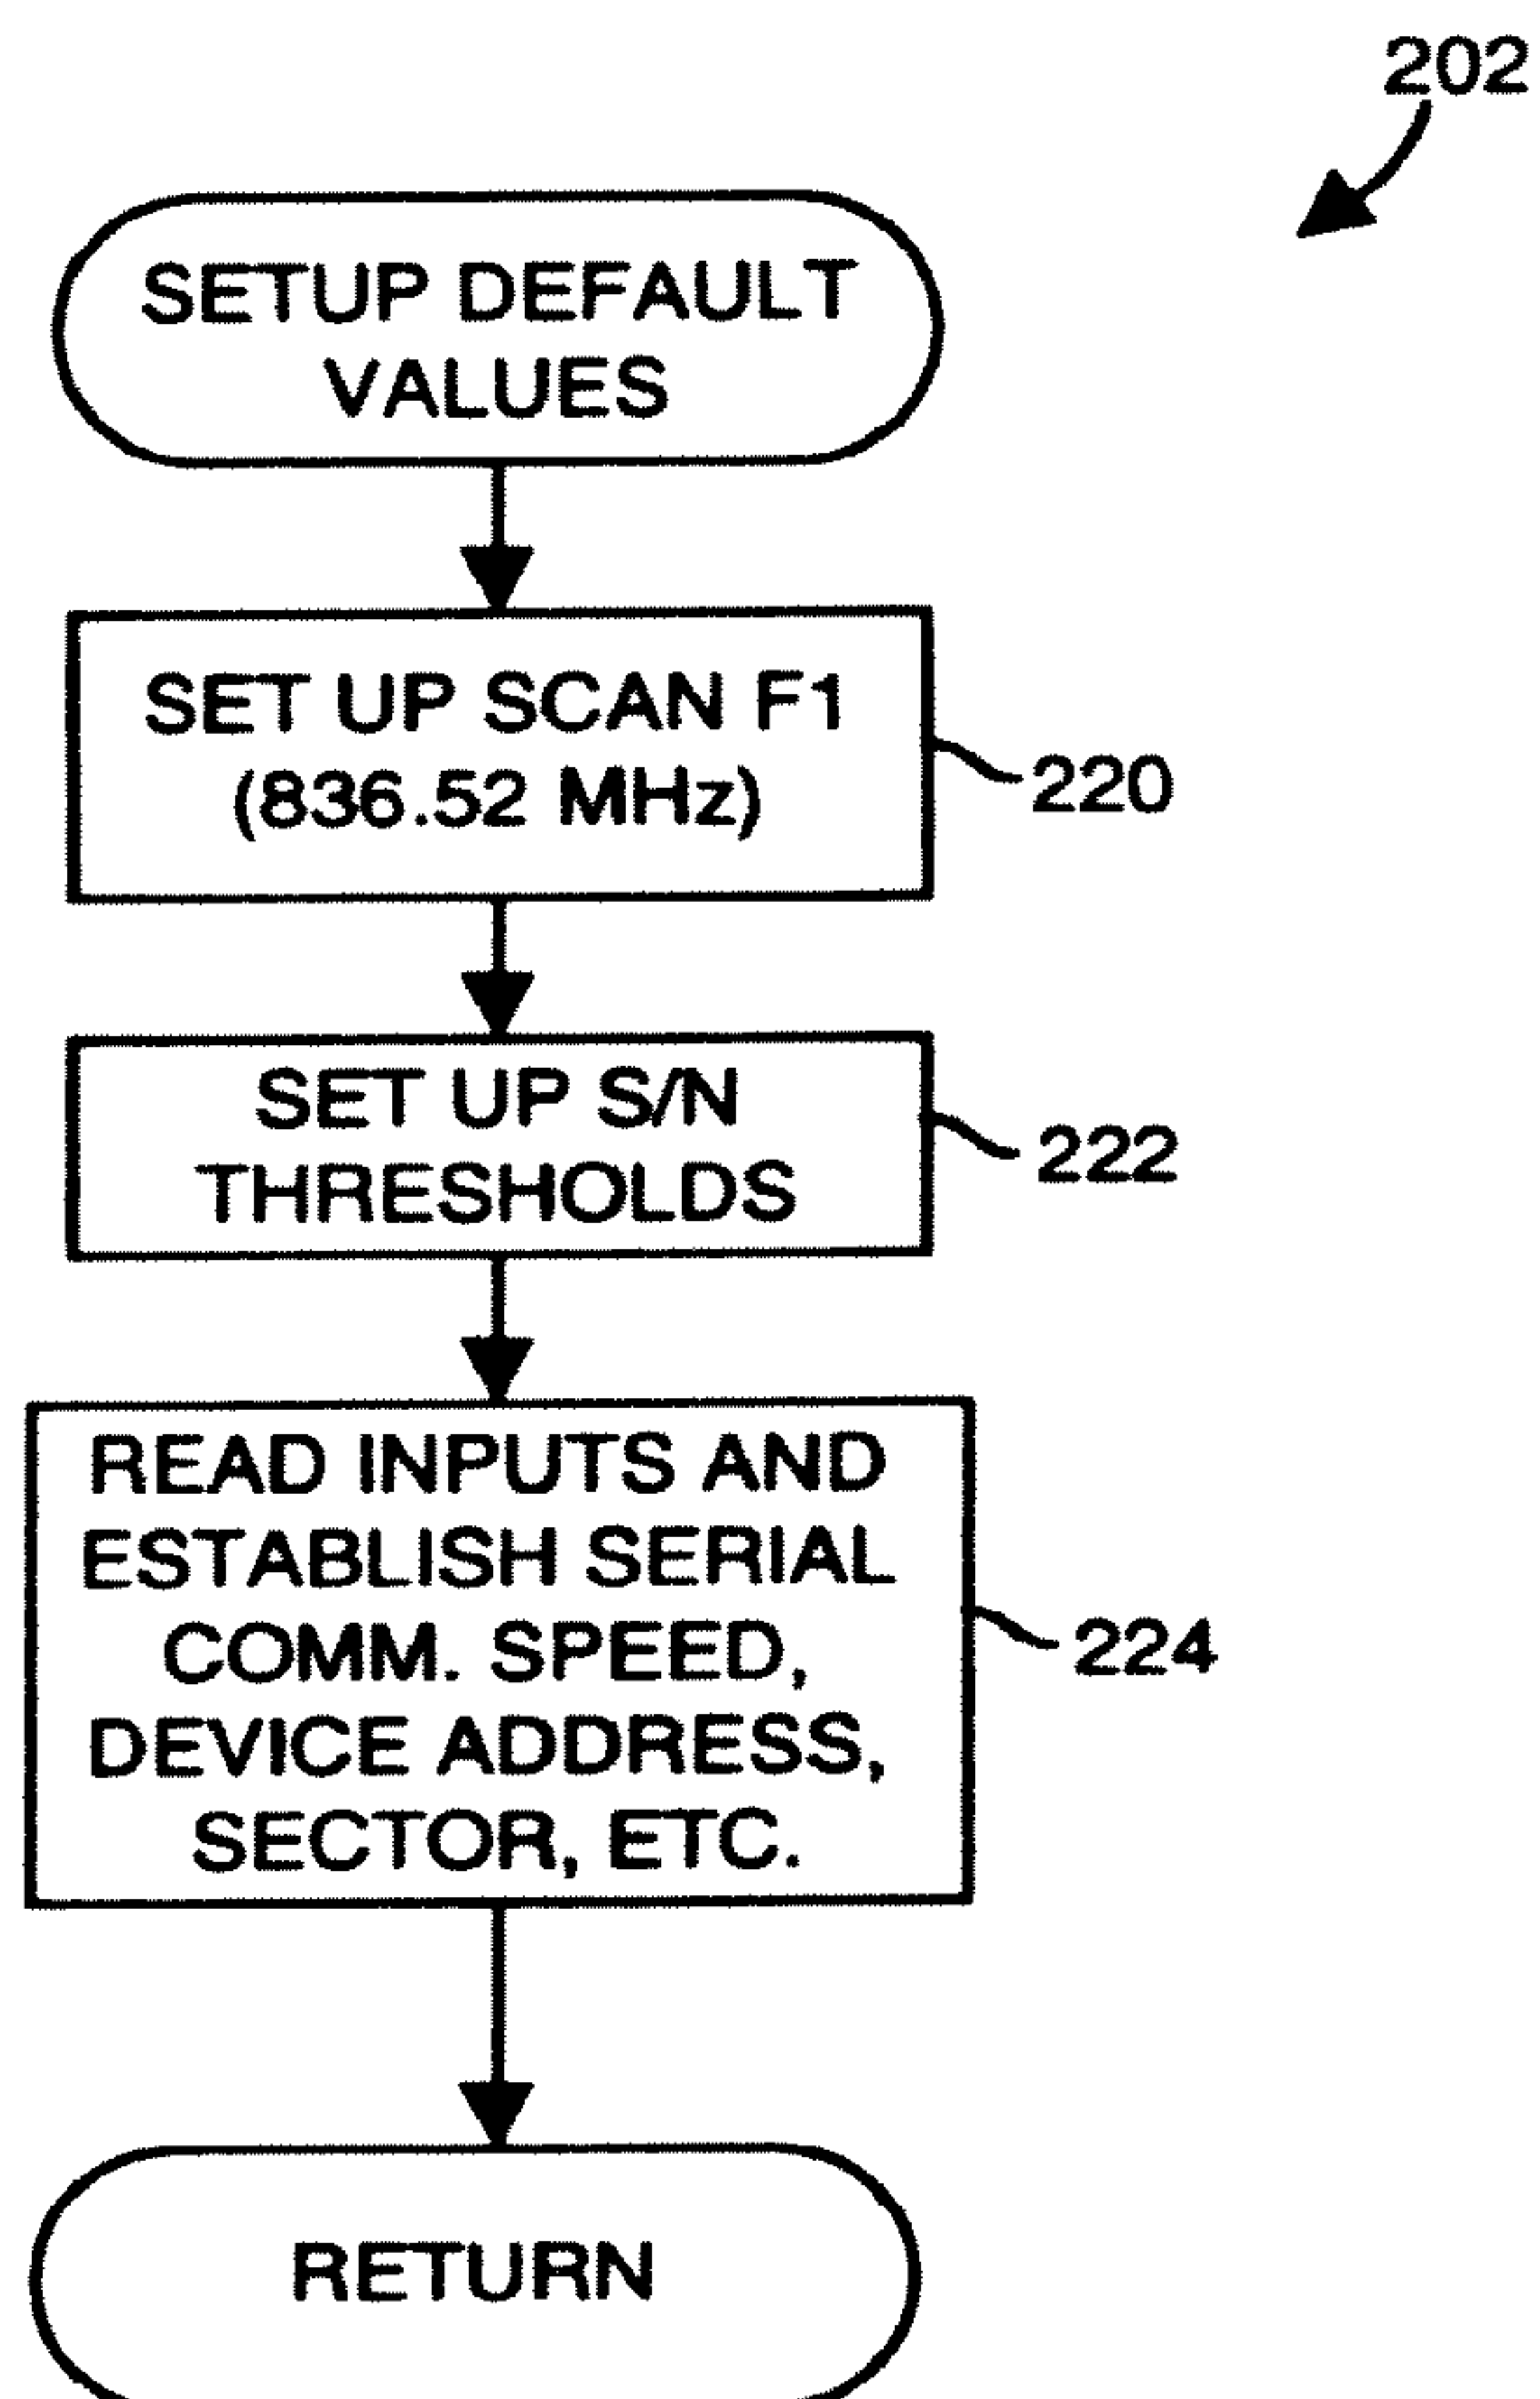 202
SETUP DEFAULT
VALUES
SET UP SCAN F1
(836.52 MHz)
220
SET UP S/N
THRESHOLDS
222
READ INPUTS AND
ESTABLISH SERIAL
COMM. SPEED,
DEVICE ADDRESS,
SECTOR, ETC.
224
RETURN